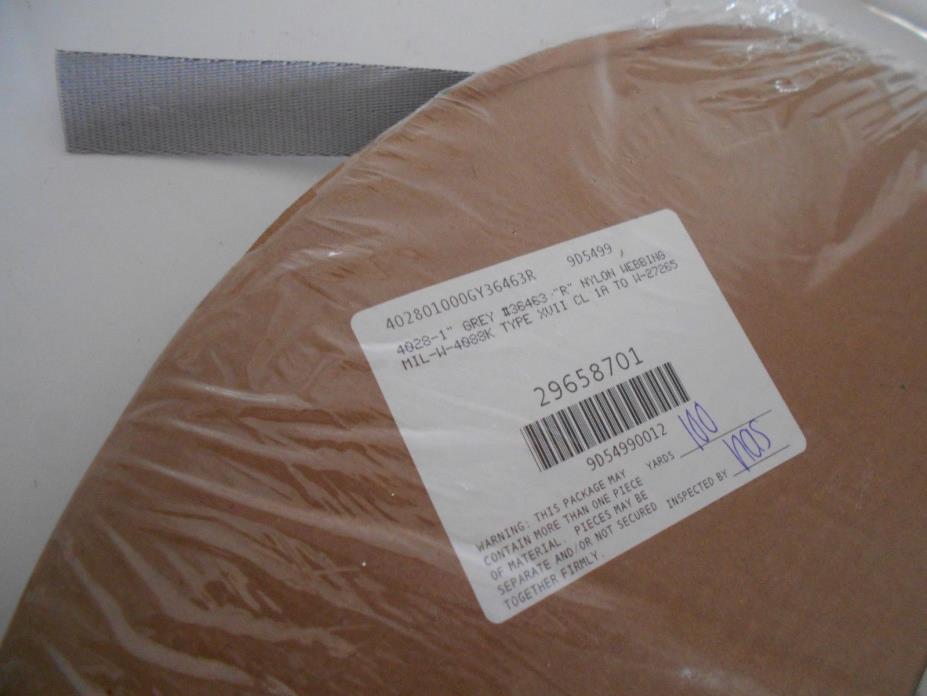 402801000GY36463R 9D5499 ,
4028-1" GREY #36463 "R" NYLON WEBBING
MIL-W-4088K TYPE XVII CL 1A TO W-27265
29658701
9D54990012
YARDS 100
WARNING: THIS PACKAGE MAY
CONTAIN MORE THAN ONE PIECE
OF MATERIAL. PIECES MAY BE
SEPARATE AND/OR NOT SECURED
TOGETHER FIRMLY.
INSPECTED BY